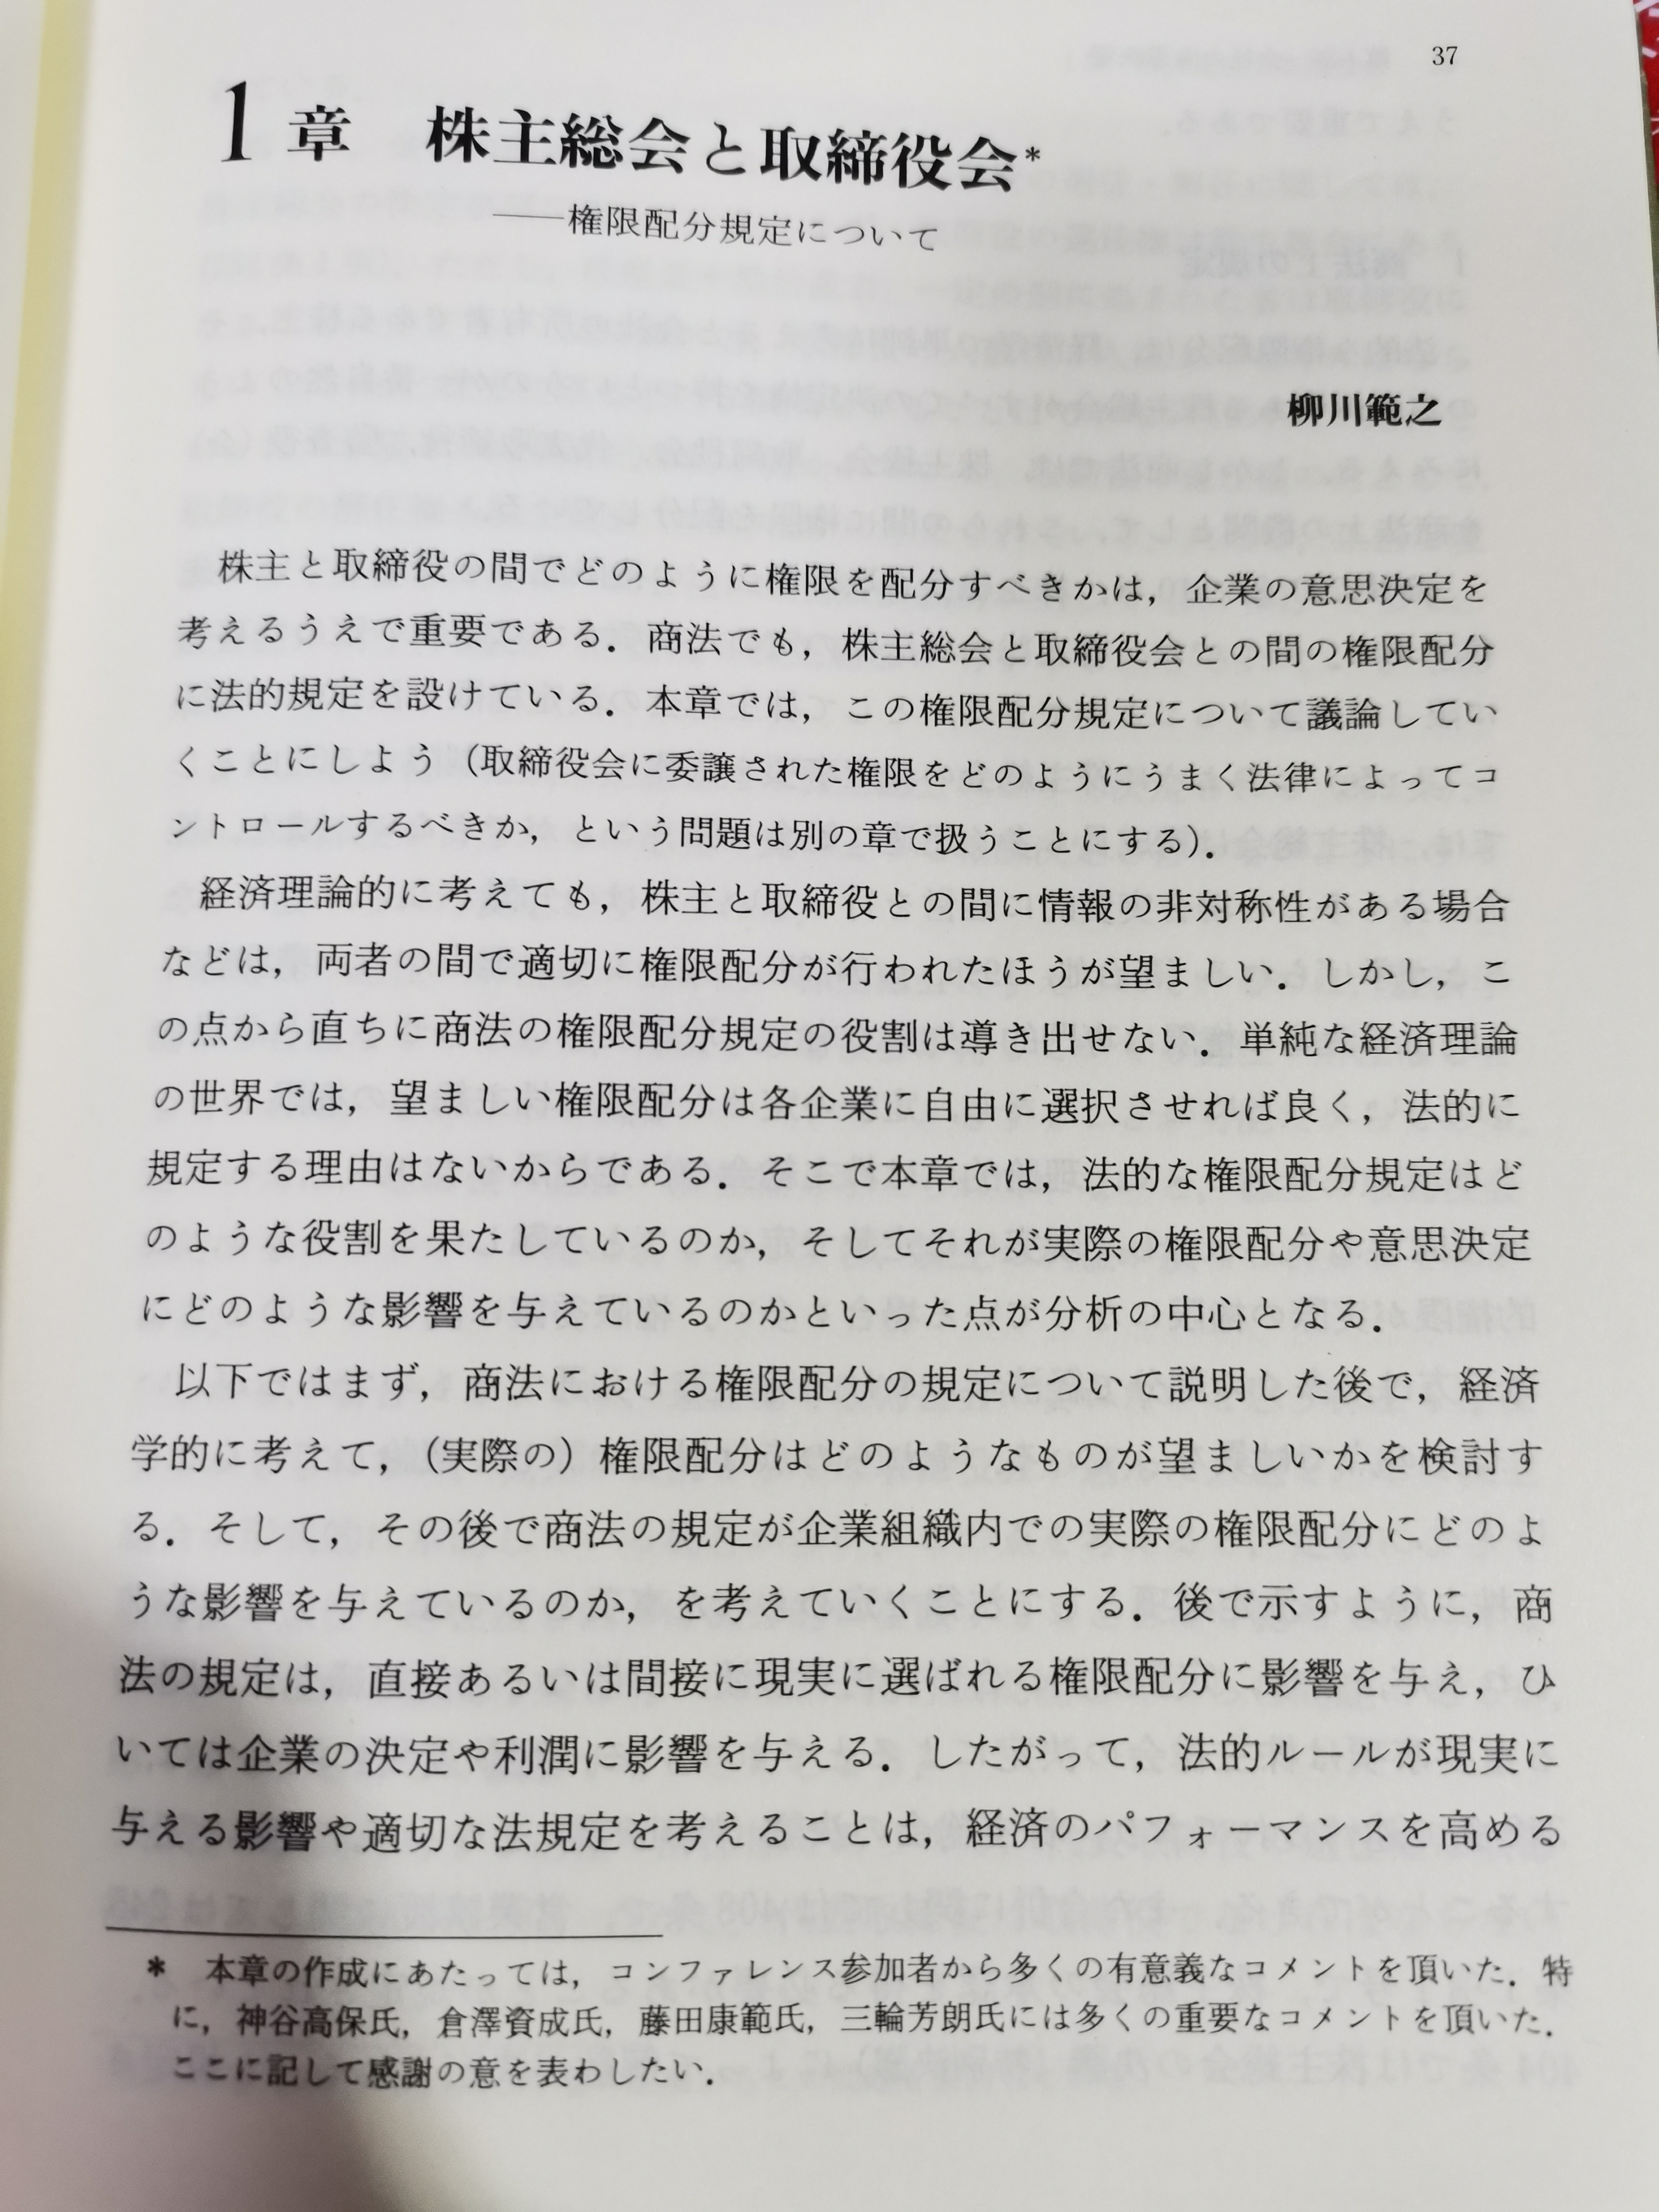 37
1章 株主総会と取締役会*
——権限配分規定について
柳川範之
株主と取締役の間でどのように権限を配分すべきかは，企業の意思決定を
考えるうえで重要である．商法でも，株主総会と取締役会との間の権限配分
に法的規定を設けている．本章では，この権限配分規定について議論してい
くことにしよう（取締役会に委譲された権限をどのようにうまく法律によってコ
ントロールするべきか，という問題は別の章で扱うことにする）．
経済理論的に考えても，株主と取締役との間に情報の非対称性がある場合
などは，両者の間で適切に権限配分が行われたほうが望ましい．しかし，こ
の点から直ちに商法の権限配分規定の役割は導き出せない．単純な経済理論
の世界では，望ましい権限配分は各企業に自由に選択させれば良く，法的に
規定する理由はないからである．そこで本章では，法的な権限配分規定はど
のような役割を果たしているのか，そしてそれが実際の権限配分や意思決定
にどのような影響を与えているのかといった点が分析の中心となる．
以下ではまず，商法における権限配分の規定について説明した後で，経済
学的に考えて，（実際の）権限配分はどのようなものが望ましいかを検討す
る．そして，その後で商法の規定が企業組織内での実際の権限配分にどのよ
うな影響を与えているのか，を考えていくことにする．後で示すように，商
法の規定は，直接あるいは間接に現実に選ばれる権限配分に影響を与え，ひ
いては企業の決定や利潤に影響を与える．したがって，法的ルールが現実に
与える影響や適切な法規定を考えることは，経済のパフォーマンスを高める
* 本章の作成にあたっては，コンファレンス参加者から多くの有意義なコメントを頂いた．特
に，神谷高保氏，倉澤資成氏，藤田康範氏，三輪芳朗氏には多くの重要なコメントを頂いた．
ここに記して感謝の意を表わしたい．